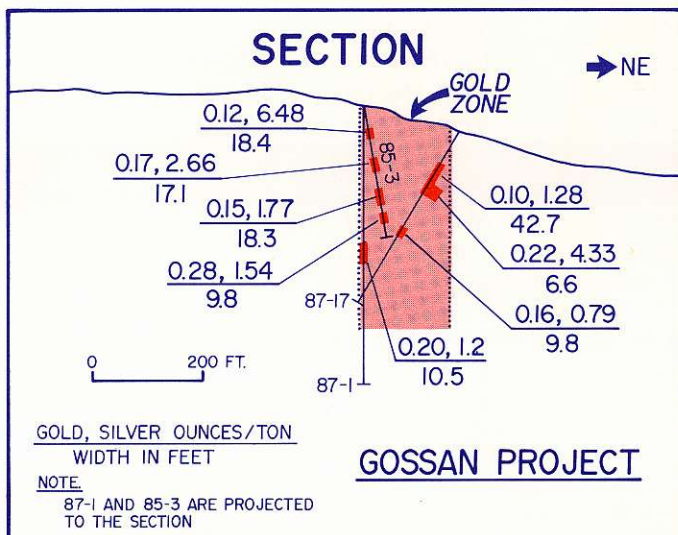 SECTION
NE
GOLD
ZONE
0.12, 6.48
18.4
0.17, 2.66
17.1
0.15, 1.77
18.3
0.28, 1.54
9.8
85-3
0.10, 1.28
42.7
0.22, 4.33
6.6
0.16, 0.79
9.8
87-17
0.20, 1.2
10.5
87-1
0 200 FT.
GOLD, SILVER OUNCES/TON
WIDTH IN FEET
GOSSAN PROJECT
NOTE.
87-1 AND 85-3 ARE PROJECTED
TO THE SECTION